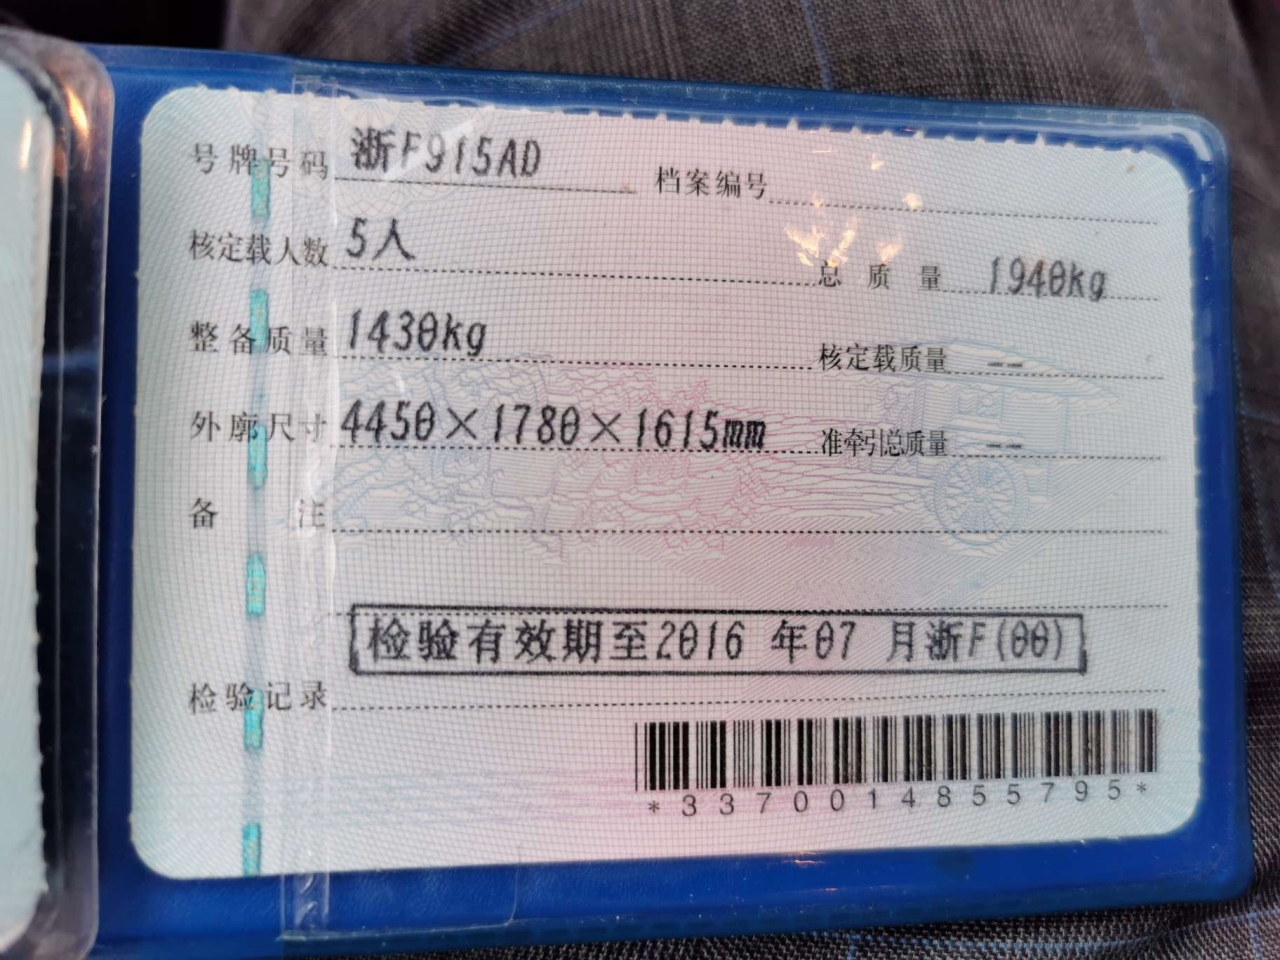 号牌号码 浙F915AD 档案编号
核定载人数 5人 总质量 1940kg
整备质量 1430kg 核定载质量 --
外廓尺寸 4450×1780×1615mm 准牵引总质量 --
备注
检验有效期至2016 年07 月浙F(00)
检验记录
*3370014855795*